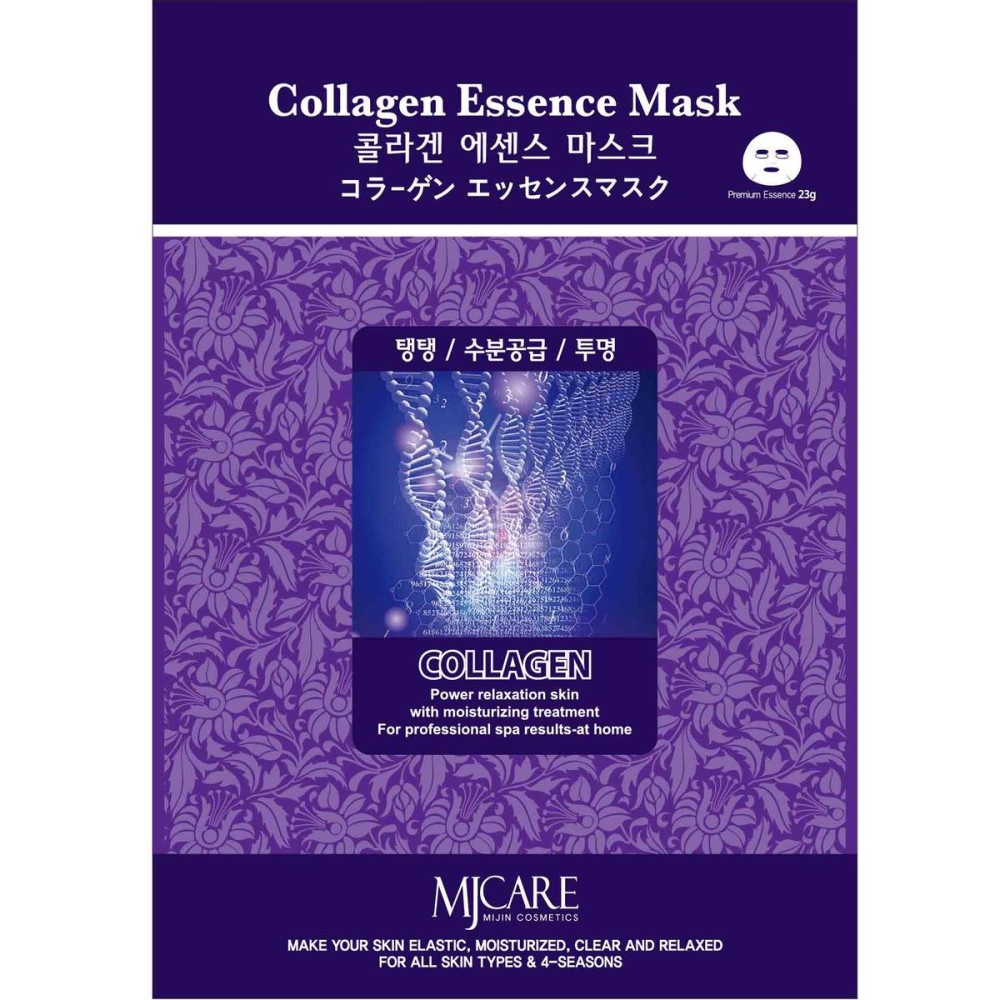 Collagen Essence Mask
콜라겐 에센스 마스크
コラｰゲン エッセンスマスク
Premium Essence 23g
탱탱 / 수분공급 / 투명
COLLAGEN
Power relaxation skin
with moisturizing treatment
For professional spa results-at home
MJCARE
MIJIN COSMETICS
MAKE YOUR SKIN ELASTIC, MOISTURIZED, CLEAR AND RELAXED
FOR ALL SKIN TYPES & 4-SEASONS